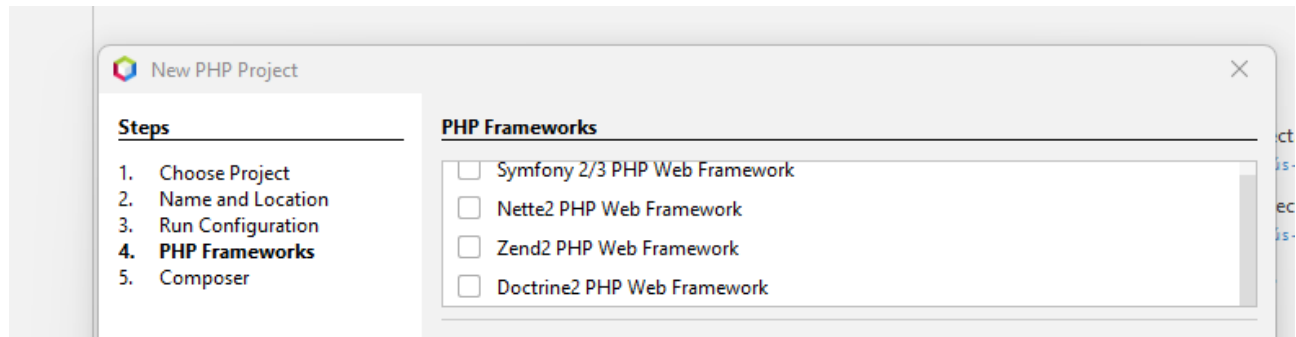 New PHP Project
Steps
1. Choose Project
2. Name and Location
3. Run Configuration
4. PHP Frameworks
5. Composer
PHP Frameworks
Symfony 2/3 PHP Web Framework
Nette2 PHP Web Framework
Zend2 PHP Web Framework
Doctrine2 PHP Web Framework